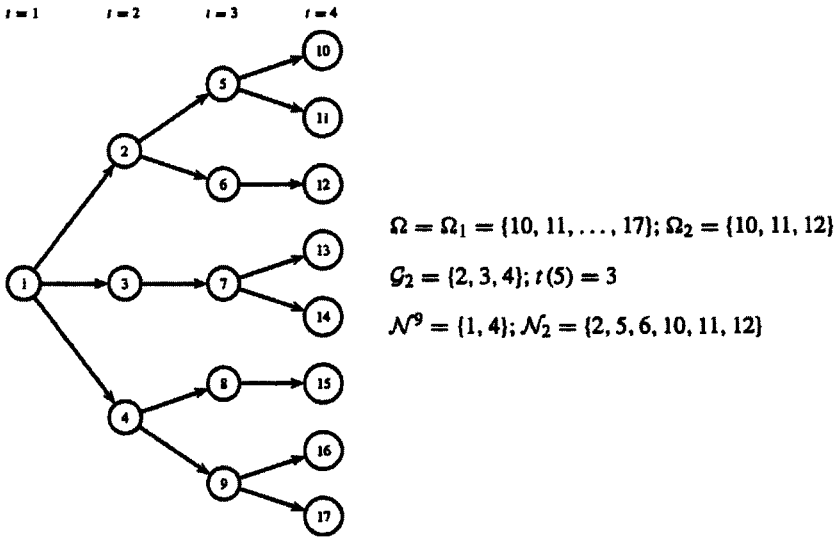 t = 1 t = 2 t = 3 t = 4
10
5
11
2
6 12
Ω = Ω₁ = {10, 11, ..., 17}; Ω₂ = {10, 11, 12}
13
𝒢₂ = {2, 3, 4}; t(5) = 3
1 3 7
14
𝒩⁹ = {1, 4}; 𝒩₂ = {2, 5, 6, 10, 11, 12}
8 15
4
16
9
17